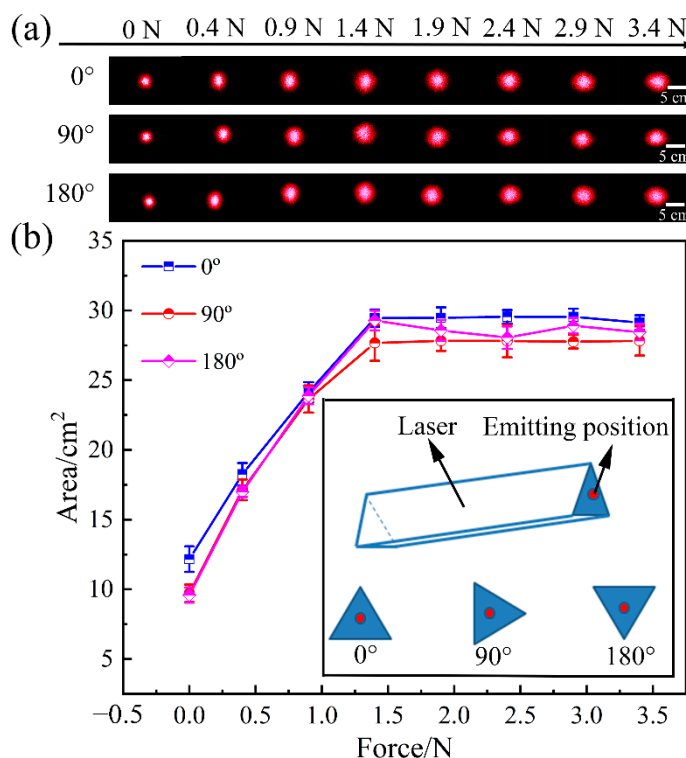 (a)
0 N 0.4 N 0.9 N 1.4 N 1.9 N 2.4 N 2.9 N 3.4 N
0°
5 cm
90°
5 cm
180°
5 cm
(b)
35
30
25
20
15
10
5
Area/cm²
0º
90º
180º
Laser
Emitting position
0°
90°
180°
−0.5 0.0 0.5 1.0 1.5 2.0 2.5 3.0 3.5
Force/N